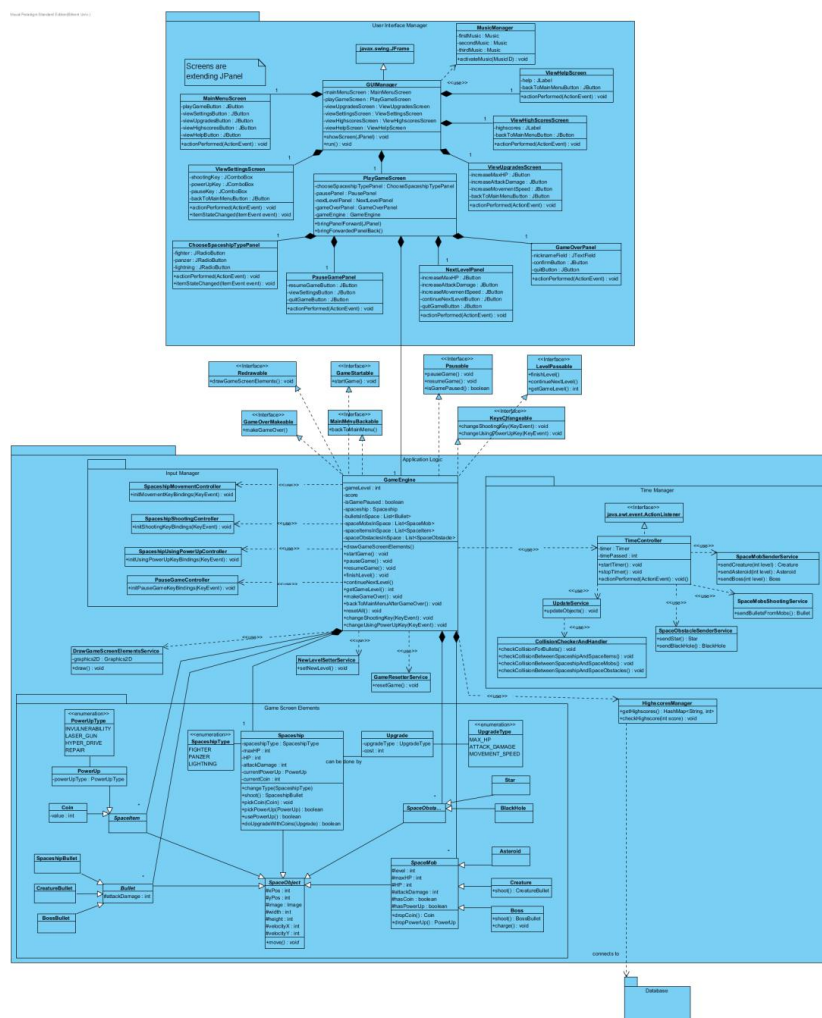 User Interface Manager
Screens are
extending JPanel
javax.swing.JFrame
MusicManager
-firstMusic : Music
-secondMusic : Music
-thirdMusic : Music
+activateMusic(MusicID) : void
GUIManager
-mainMenuScreen : MainMenuScreen
-playGameScreen : PlayGameScreen
-viewUpgradesScreen : ViewUpgradesScreen
-viewSettingsScreen : ViewSettingsScreen
-viewHighscoresScreen : ViewHighScoresScreen
-viewHelpScreen : ViewHelpScreen
+showScreen(JPanel) : void
+run() : void
ViewHelpScreen
-help : JLabel
-backToMainMenuButton : JButton
+actionPerformed(ActionEvent) : void
MainMenuScreen
-playGameButton : JButton
-viewSettingsButton : JButton
-viewUpgradesButton : JButton
-viewHighscoresButton : JButton
-viewHelpButton : JButton
+actionPerformed(ActionEvent) : void
ViewHighScoresScreen
-highscores : JLabel
-backToMainMenuButton : JButton
+actionPerformed(ActionEvent) : void
ViewSettingsScreen
-shootingKey : JComboBox
-powerUpKey : JComboBox
-pauseKey : JComboBox
-backToMainMenuButton : JButton
+actionPerformed(ActionEvent) : void
+itemStateChanged(ItemEvent event) : void
PlayGameScreen
-chooseSpaceshipTypePanel : ChooseSpaceshipTypePanel
-pausePanel : PausePanel
-nextLevelPanel : NextLevelPanel
-gameOverPanel : GameOverPanel
-gameEngine : GameEngine
+bringPanelForward(JPanel)
+bringForwardedPanelBack()
ViewUpgradesScreen
-increaseMaxHP : JButton
-increaseAttackDamage : JButton
-increaseMovementSpeed : JButton
-backToMainMenuButton : JButton
+actionPerformed(ActionEvent) : void
ChooseSpaceshipTypePanel
-fighter : JRadioButton
-panzer : JRadioButton
-lightning : JRadioButton
+actionPerformed(ActionEvent) : void
+itemStateChanged(ItemEvent event) : void
PauseGamePanel
-resumeGameButton : JButton
-viewSettingsButton : JButton
-quitGameButton : JButton
+actionPerformed(ActionEvent) : void
NextLevelPanel
-increaseMaxHP : JButton
-increaseAttackDamage : JButton
-increaseMovementSpeed : JButton
-continueNextLevelButton : JButton
-quitGameButton : JButton
+actionPerformed(ActionEvent) : void
GameOverPanel
-nicknameField : JTextField
-confirmButton : JButton
-quitButton : JButton
+actionPerformed(ActionEvent) : void
<<Interface>>
Redrawable
+drawGameScreenElements() : void
<<Interface>>
GameStartable
+startGame() : void
<<Interface>>
Pauseable
+pauseGame() : void
+resumeGame() : void
+isGamePaused() : boolean
<<Interface>>
LevelPassable
+finishLevel()
+continueNextLevel()
+getGameLevel() : int
<<Interface>>
GameOverMakeable
+makeGameOver()
<<Interface>>
MainMenuBackable
+backToMainMenu()
<<Interface>>
KeysChangeable
+changeShootingKey(KeyEvent) : void
+changeUsingPowerUpKey(KeyEvent) : void
Application Logic
Input Manager
SpaceshipMovementController
+initMovementKeyBindings(KeyEvent) : void
SpaceshipShootingController
+initShootingKeyBindings(KeyEvent) : void
SpaceshipUsingPowerUpController
+initUsingPowerUpKeyBindings(KeyEvent) : void
PauseGameController
+initPauseGameKeyBindings(KeyEvent) : void
GameEngine
-gameLevel : int
-score
-isGamePaused : boolean
-spaceship : Spaceship
-bulletsInSpace : List<Bullet>
-spaceMobsInSpace : List<SpaceMob>
-spaceItemsInSpace : List<SpaceItem>
-spaceObstaclesInSpace : List<SpaceObstacle>
+drawGameScreenElements()
+startGame() : void
+pauseGame() : void
+resumeGame() : void
+finishLevel() : void
+continueNextLevel()
+getGameLevel() : int
+makeGameOver() : void
+backToMainMenuAfterGameOver() : void
+resetAll() : void
+changeShootingKey(KeyEvent) : void
+changeUsingPowerUpKey(KeyEvent) : void
Time Manager
<<Interface>>
java.awt.event.ActionListener
TimeController
-timer : Timer
-timePassed : int
+startTimer() : void
+stopTimer() : void
+actionPerformed(ActionEvent) : void()
SpaceMobSenderService
+sendCreature(int level) : Creature
+sendAsteroid(int level) : Asteroid
+sendBoss(int level) : Boss
SpaceMobsShootingService
+sendBulletsFromMobs() : Bullet
UpdateService
+updateObjects() : void
SpaceObstacleSenderService
+sendStar() : Star
+sendBlackHole() : BlackHole
CollisionCheckerAndHandler
+checkCollisionForBullets() : void
+checkCollisionBetweenSpaceshipAndSpaceItems() : void
+checkCollisionBetweenSpaceshipAndSpaceMobs() : void
+checkCollisionBetweenSpaceshipAndSpaceObstacles() : void
DrawGameScreenElementsService
-graphics2D : Graphics2D
+draw() : void
NewLevelSetterService
+setNewLevel() : void
GameResetterService
+resetGame() : void
HighscoresManager
+getHighscores() : HashMap<String, int>
+checkHighscore(int score) : void
Game Screen Elements
<<enumeration>>
PowerUpType
INVULNERABILITY
LASER_GUN
HYPER_DRIVE
REPAIR
<<enumeration>>
SpaceshipType
FIGHTER
PANZER
LIGHTNING
Spaceship
-spaceshipType : SpaceshipType
-maxHP : int
-HP : int
-attackDamage : int
-currentPowerUp : PowerUp
-currentCoin : int
+changeType(SpaceshipType)
+shoot() : SpaceshipBullet
+pickCoin(Coin) : void
+pickPowerUp(PowerUp) : boolean
+usePowerUp() : boolean
+doUpgradeWithCoins(Upgrade) : boolean
can be done by
Upgrade
-upgradeType : UpgradeType
-cost : int
<<enumeration>>
UpgradeType
MAX_HP
ATTACK_DAMAGE
MOVEMENT_SPEED
PowerUp
-powerUpType : PowerUpType
Coin
-value : int
SpaceItem
Star
SpaceObsta...
BlackHole
SpaceshipBullet
CreatureBullet
BossBullet
Bullet
#attackDamage : int
SpaceObject
#xPos : int
#yPos : int
#image : Image
#width : int
#height : int
#velocityX : int
#velocityY : int
+move() : void
SpaceMob
#level : int
#maxHP : int
#HP : int
#attackDamage : int
#hasCoin : boolean
#hasPowerUp : boolean
+dropCoin() : Coin
+dropPowerUp() : PowerUp
Asteroid
Creature
+shoot() : CreatureBullet
Boss
+shoot() : BossBullet
+charge() : void
connects to
Database